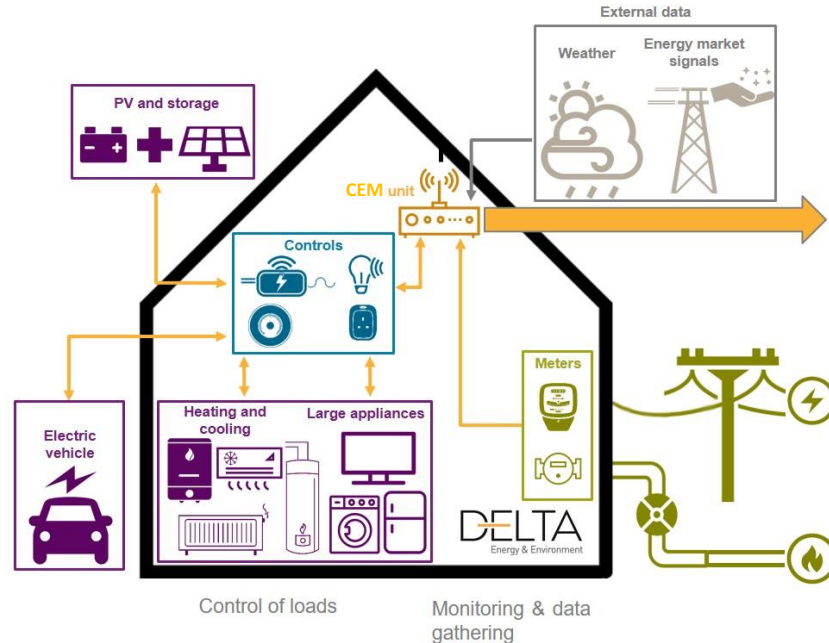 External data
Weather
Energy market
signals
PV and storage
CEM unit
Controls
Meters
Heating and
cooling
Large appliances
Electric
vehicle
DELTA
Energy & Environment
Control of loads
Monitoring & data
gathering